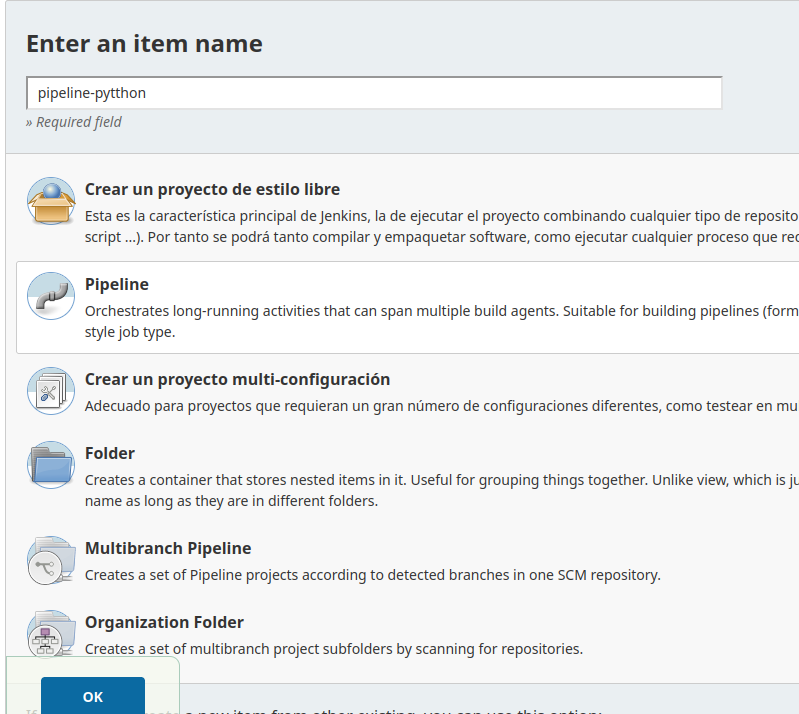 Enter an item name
pipeline-pytthon
» Required field
Crear un proyecto de estilo libre
Esta es la característica principal de Jenkins, la de ejecutar el proyecto combinando cualquier tipo de reposito
script ...). Por tanto se podrá tanto compilar y empaquetar software, como ejecutar cualquier proceso que rec
Pipeline
Orchestrates long-running activities that can span multiple build agents. Suitable for building pipelines (form
style job type.
Crear un proyecto multi-configuración
Adecuado para proyectos que requieran un gran número de configuraciones diferentes, como testear en mu
Folder
Creates a container that stores nested items in it. Useful for grouping things together. Unlike view, which is ju
name as long as they are in different folders.
Multibranch Pipeline
Creates a set of Pipeline projects according to detected branches in one SCM repository.
Organization Folder
Creates a set of multibranch project subfolders by scanning for repositories.
OK
If a new item from other existing, you can use this option: